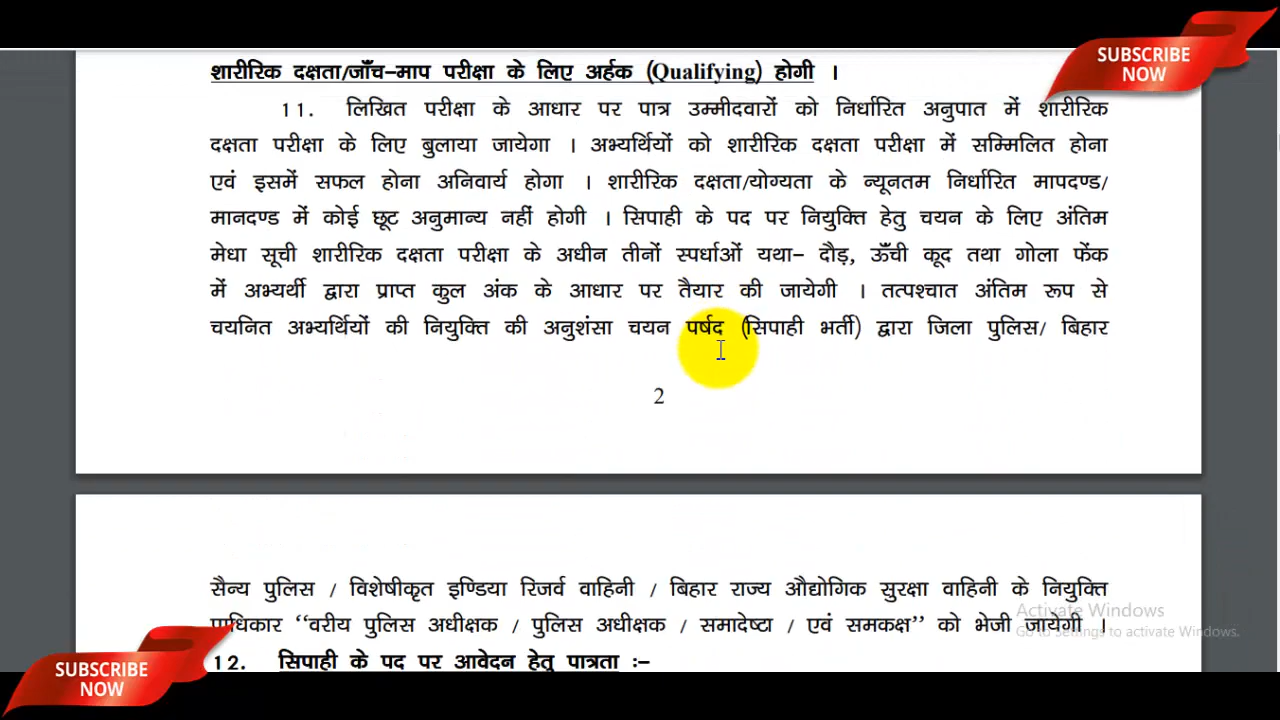 SUBSCRIBE
NOW
शारीरिक दक्षता/जाँच-माप परीक्षा के लिए अर्हक (Qualifying) होगी ।
11. लिखित परीक्षा के आधार पर पात्र उम्मीदवारों को निर्धारित अनुपात में शारीरिक
दक्षता परीक्षा के लिए बुलाया जायेगा । अभ्यर्थियों को शारीरिक दक्षता परीक्षा में सम्मिलित होना
एवं इसमें सफल होना अनिवार्य होगा । शारीरिक दक्षता/योग्यता के न्यूनतम निर्धारित मापदण्ड/
मानदण्ड में कोई छूट अनुमान्य नहीं होगी । सिपाही के पद पर नियुक्ति हेतु चयन के लिए अंतिम
मेधा सूची शारीरिक दक्षता परीक्षा के अधीन तीनों स्पर्धाओं यथा- दौड़, ऊँची कूद तथा गोला फेंक
में अभ्यर्थी द्वारा प्राप्त कुल अंक के आधार पर तैयार की जायेगी । तत्पश्चात अंतिम रूप से
चयनित अभ्यर्थियों की नियुक्ति की अनुशंसा चयन पर्षद (सिपाही भर्ती) द्वारा जिला पुलिस/ बिहार
2
सैन्य पुलिस / विशेषीकृत इण्डिया रिजर्व वाहिनी / बिहार राज्य औद्योगिक सुरक्षा वाहिनी के नियुक्ति
प्राधिकार ‘‘वरीय पुलिस अधीक्षक / पुलिस अधीक्षक / समादेष्टा / एवं समकक्ष’’ को भेजी जायेगी ।
Activate Windows
Go to Settings to activate Windows.
12. सिपाही के पद पर आवेदन हेतु पात्रता :-
SUBSCRIBE
NOW